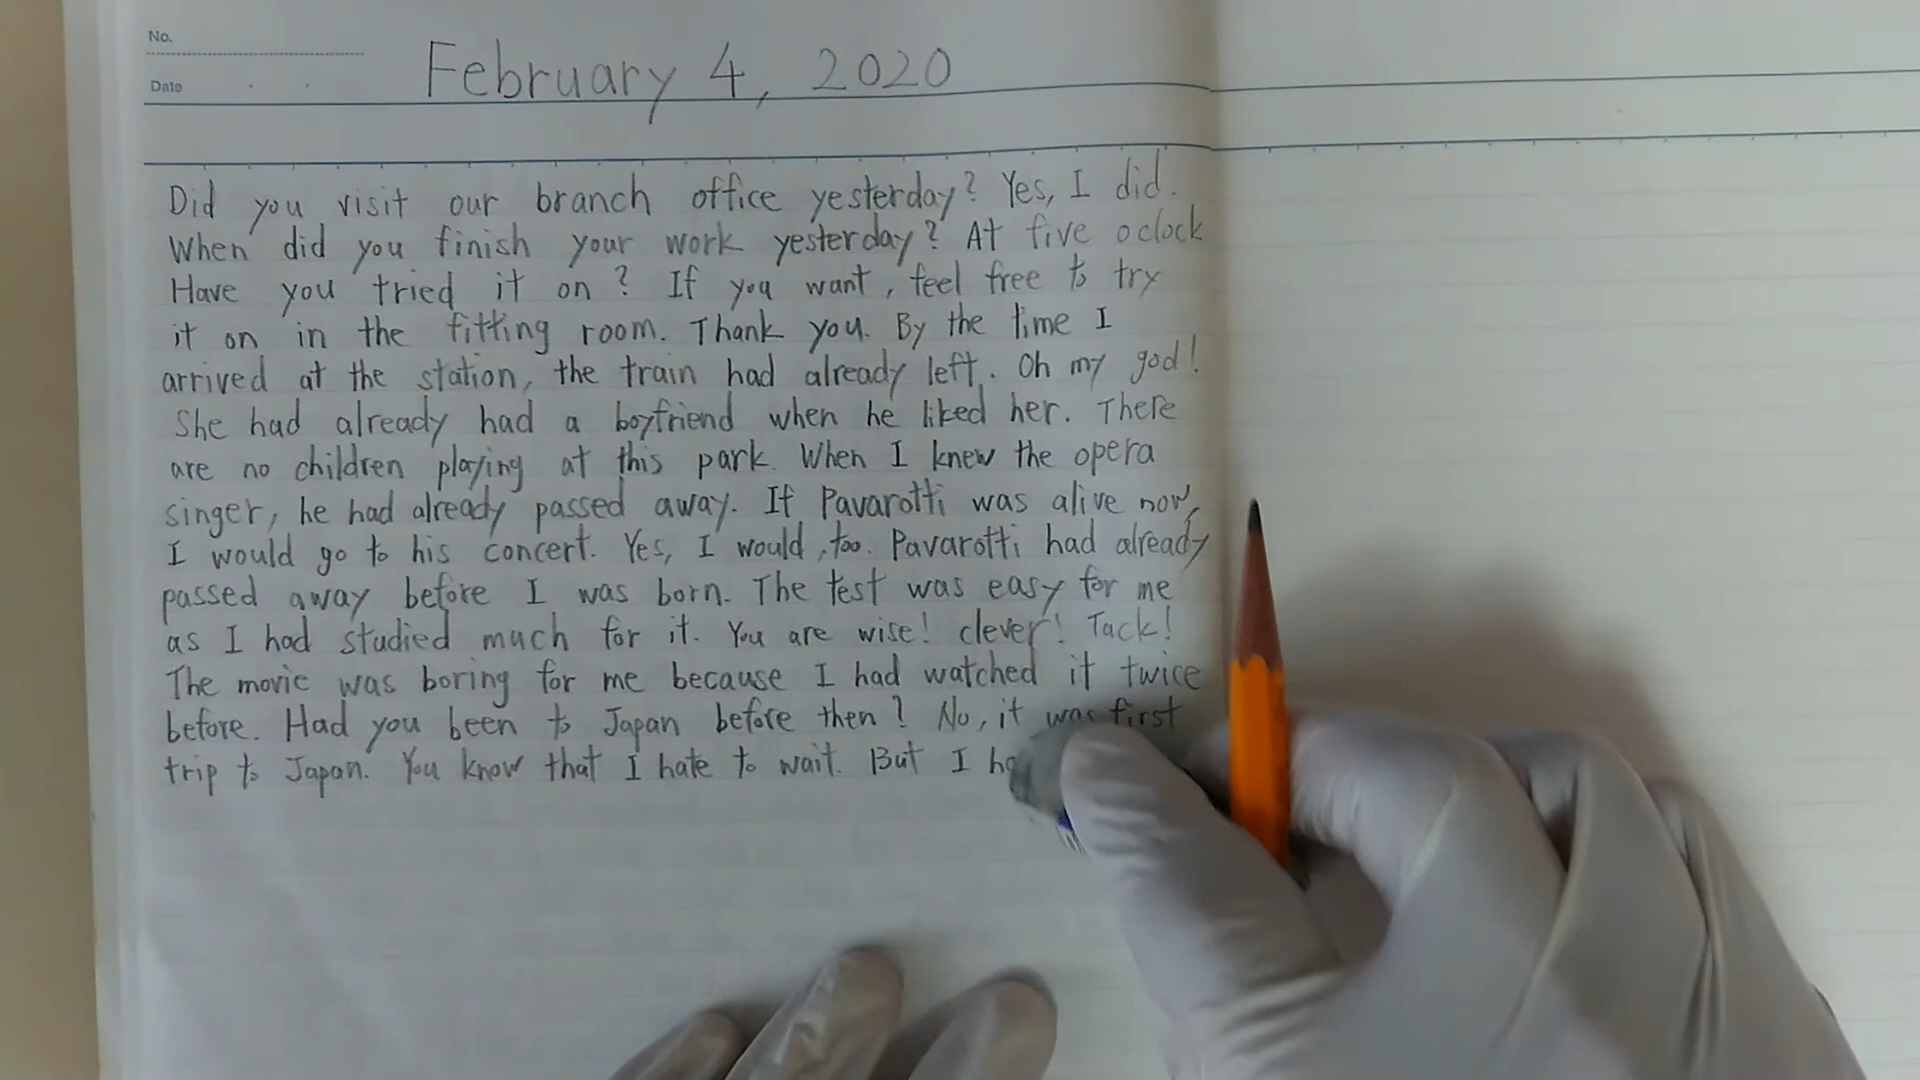 No.
Date
February 4, 2020
Did you visit our branch office yesterday? Yes, I did.
When did you finish your work yesterday? At five oclock
Have you tried it on? If you want, feel free to try
it on in the fitting room. Thank you. By the time I
arrived at the station, the train had already left. Oh my god!
She had already had a boyfriend when he liked her. There
are no children playing at this park. When I knew the opera
singer, he had already passed away. If Pavarotti was alive now,
I would go to his concert. Yes, I would, too. Pavarotti had already
passed away before I was born. The test was easy for me
as I had studied much for it. You are wise! clever! Tack!
The movie was boring for me because I had watched it twice
before. Had you been to Japan before then? No, it was first
trip to Japan. You know that I hate to wait. But I